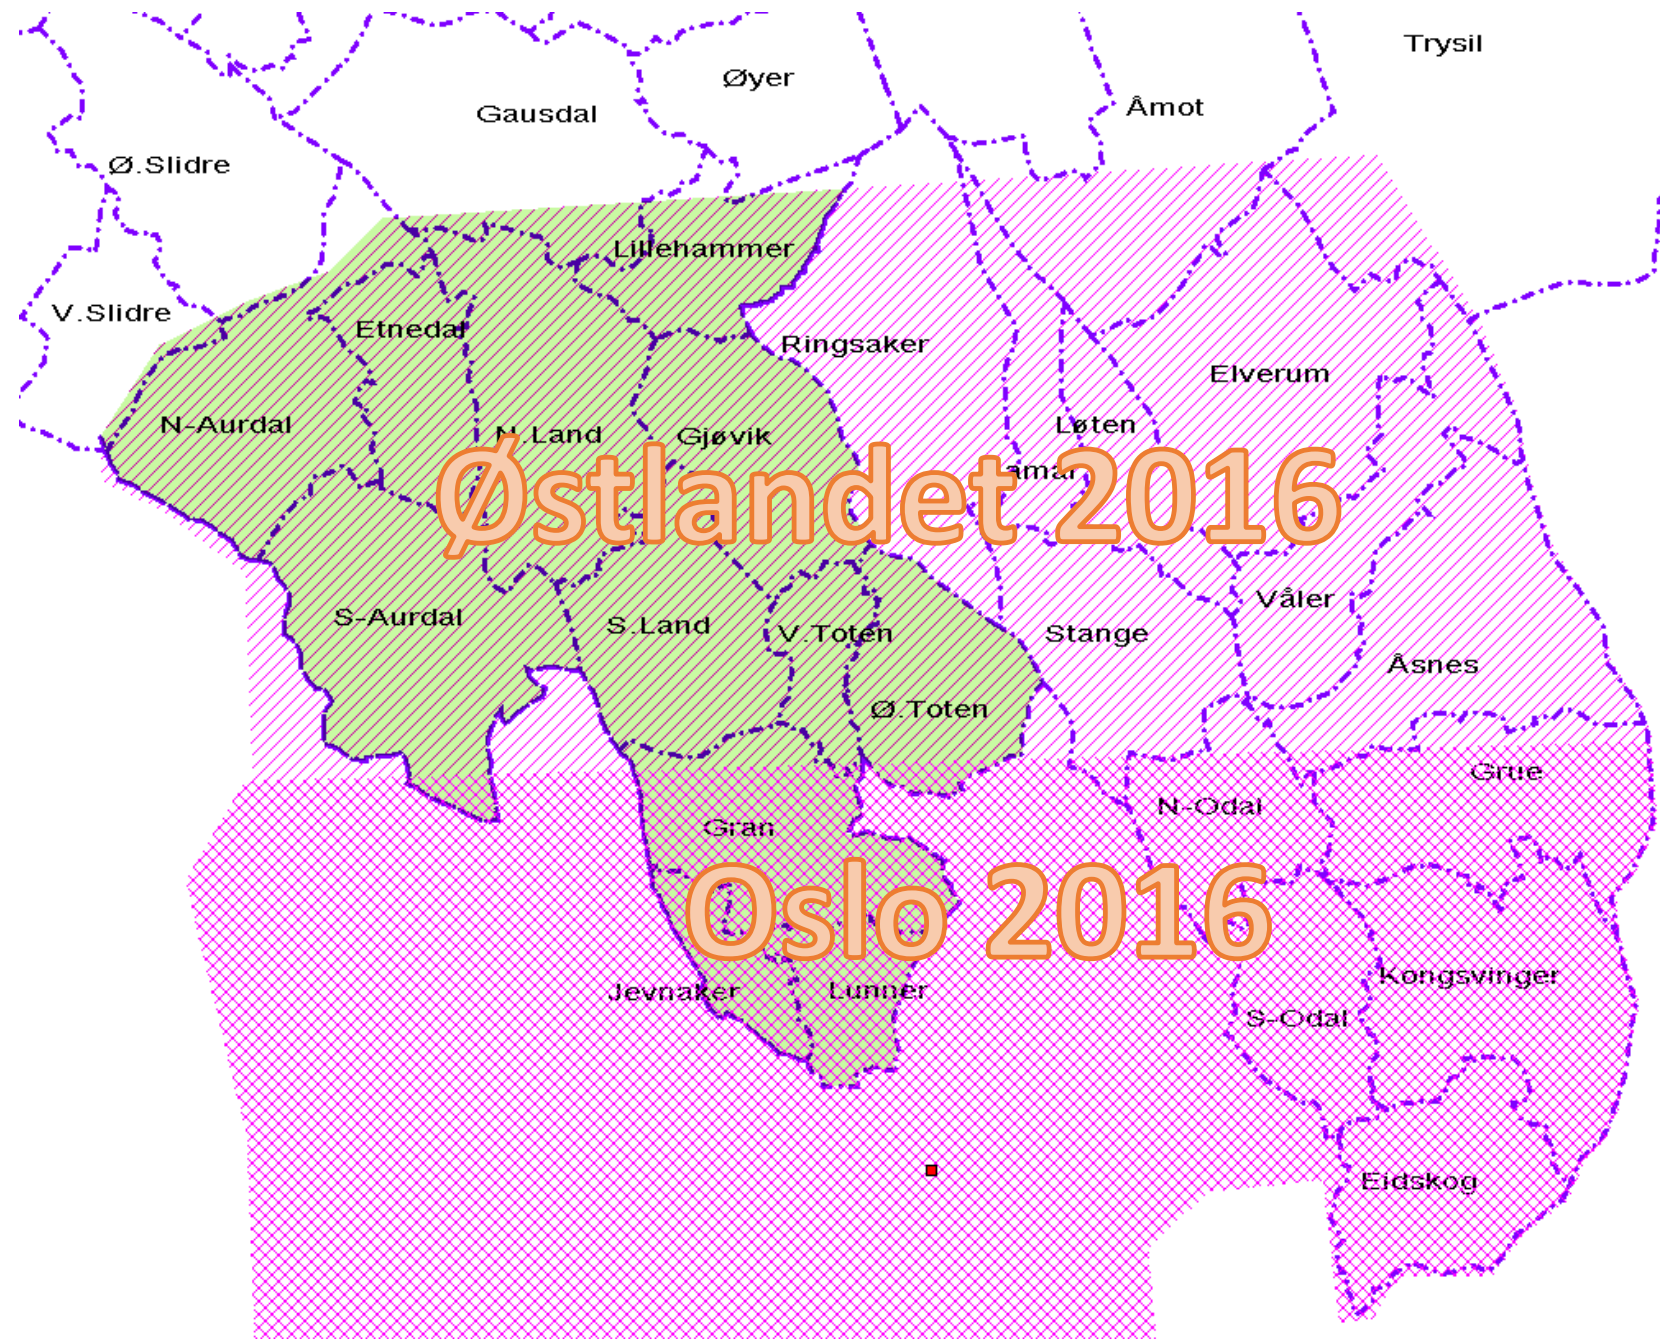 Trysil
Øyer
Åmot
Gausdal
Ø.Slidre
Lillehammer
V.Slidre
Etnedal
Ringsaker
Elverum
N-Aurdal
N.Land
Gjøvik
Løten
amar
Østlandet 2016
Våler
S-Aurdal
S.Land
V.Toten
Stange
Åsnes
Ø.Toten
Grue
N-Odal
Gran
Oslo 2016
Kongsvinger
Jevnaker
Lunner
S-Odal
Eidskog